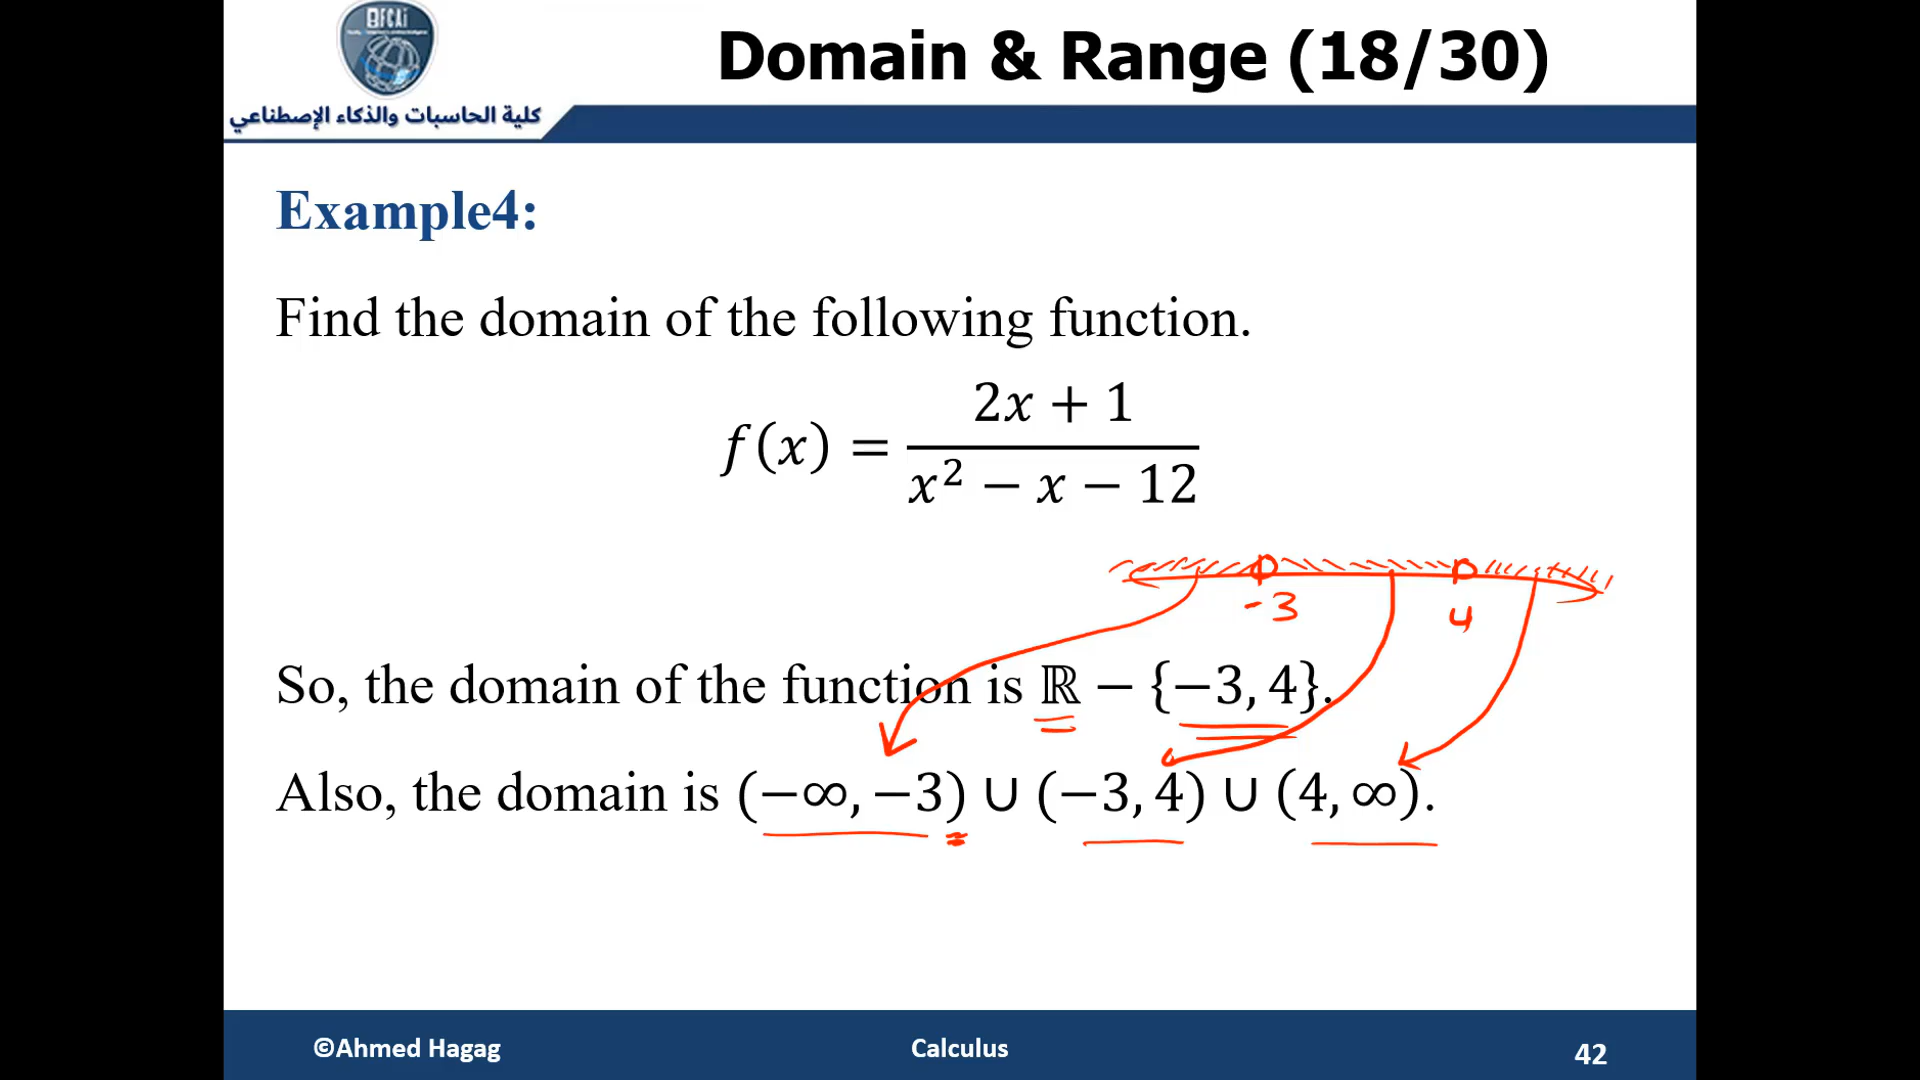 FCAi
Domain & Range (18/30)
كلية الحاسبات والذكاء الإصطناعي
Example4:
Find the domain of the following function.
f(x) = \frac{2x + 1}{x² − x − 12}
-3 4
So, the domain of the function is ℝ − {−3, 4}.
Also, the domain is (−∞, −3) ∪ (−3, 4) ∪ (4, ∞).
©Ahmed Hagag Calculus 42